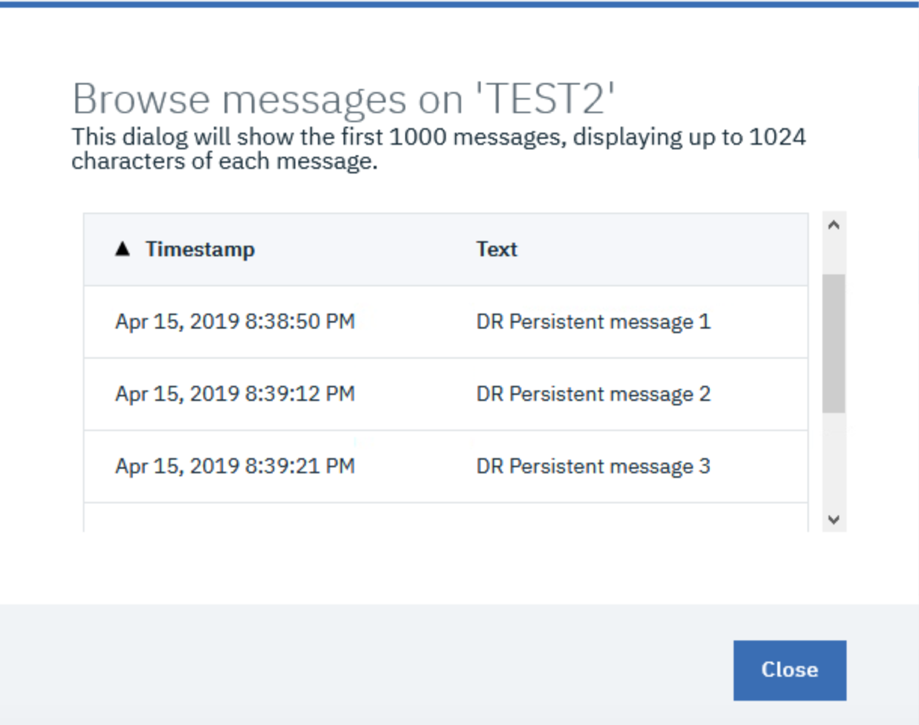 Browse messages on 'TEST2'
This dialog will show the first 1000 messages, displaying up to 1024
characters of each message.
▲ Timestamp Text
Apr 15, 2019 8:38:50 PM DR Persistent message 1
Apr 15, 2019 8:39:12 PM DR Persistent message 2
Apr 15, 2019 8:39:21 PM DR Persistent message 3
Close